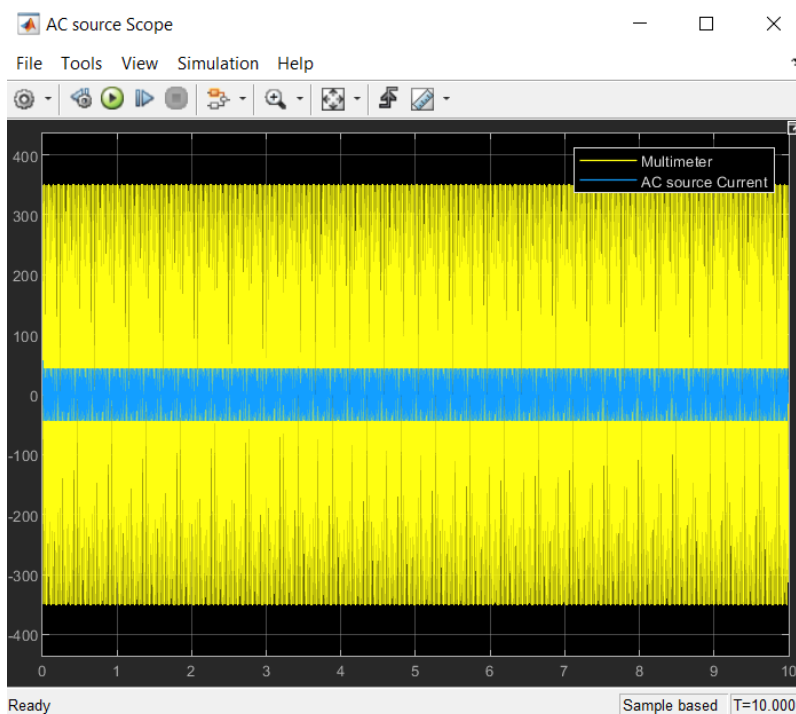 AC source Scope
File Tools View Simulation Help
Multimeter
AC source Current
400
300
200
100
0
-100
-200
-300
-400
0 1 2 3 4 5 6 7 8 9 10
Ready Sample based T=10.000